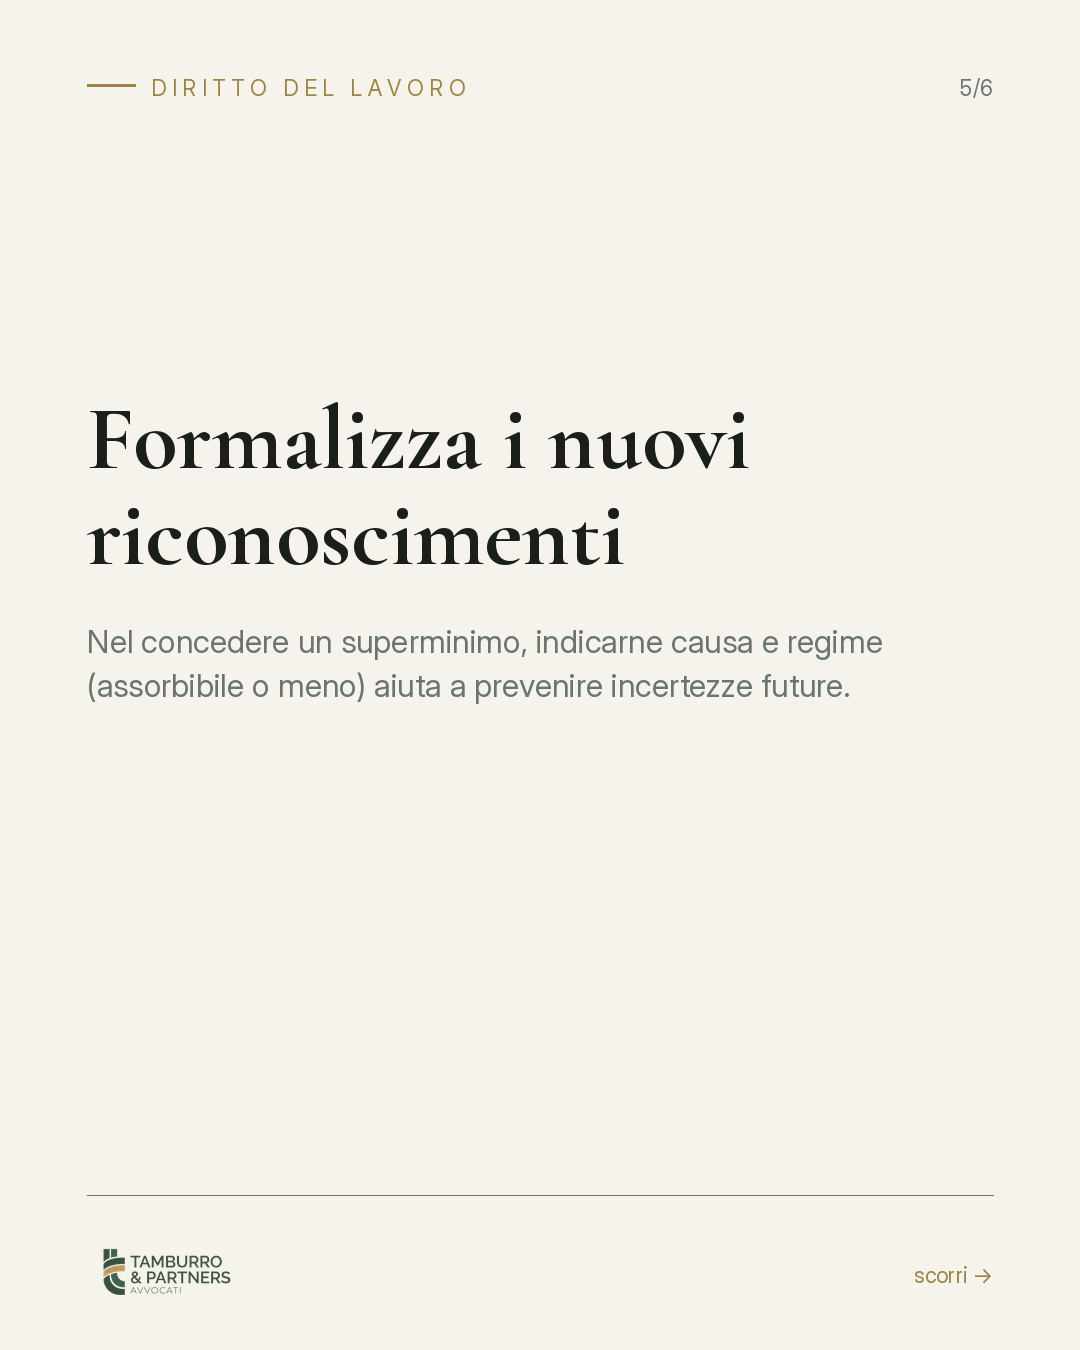 DIRITTO DEL LAVORO
5/6
Formalizza i nuovi
riconoscimenti
Nel concedere un superminimo, indicarne causa e regime
(assorbibile o meno) aiuta a prevenire incertezze future.
TAMBURRO
& PARTNERS
AVVOCATI
scorri →